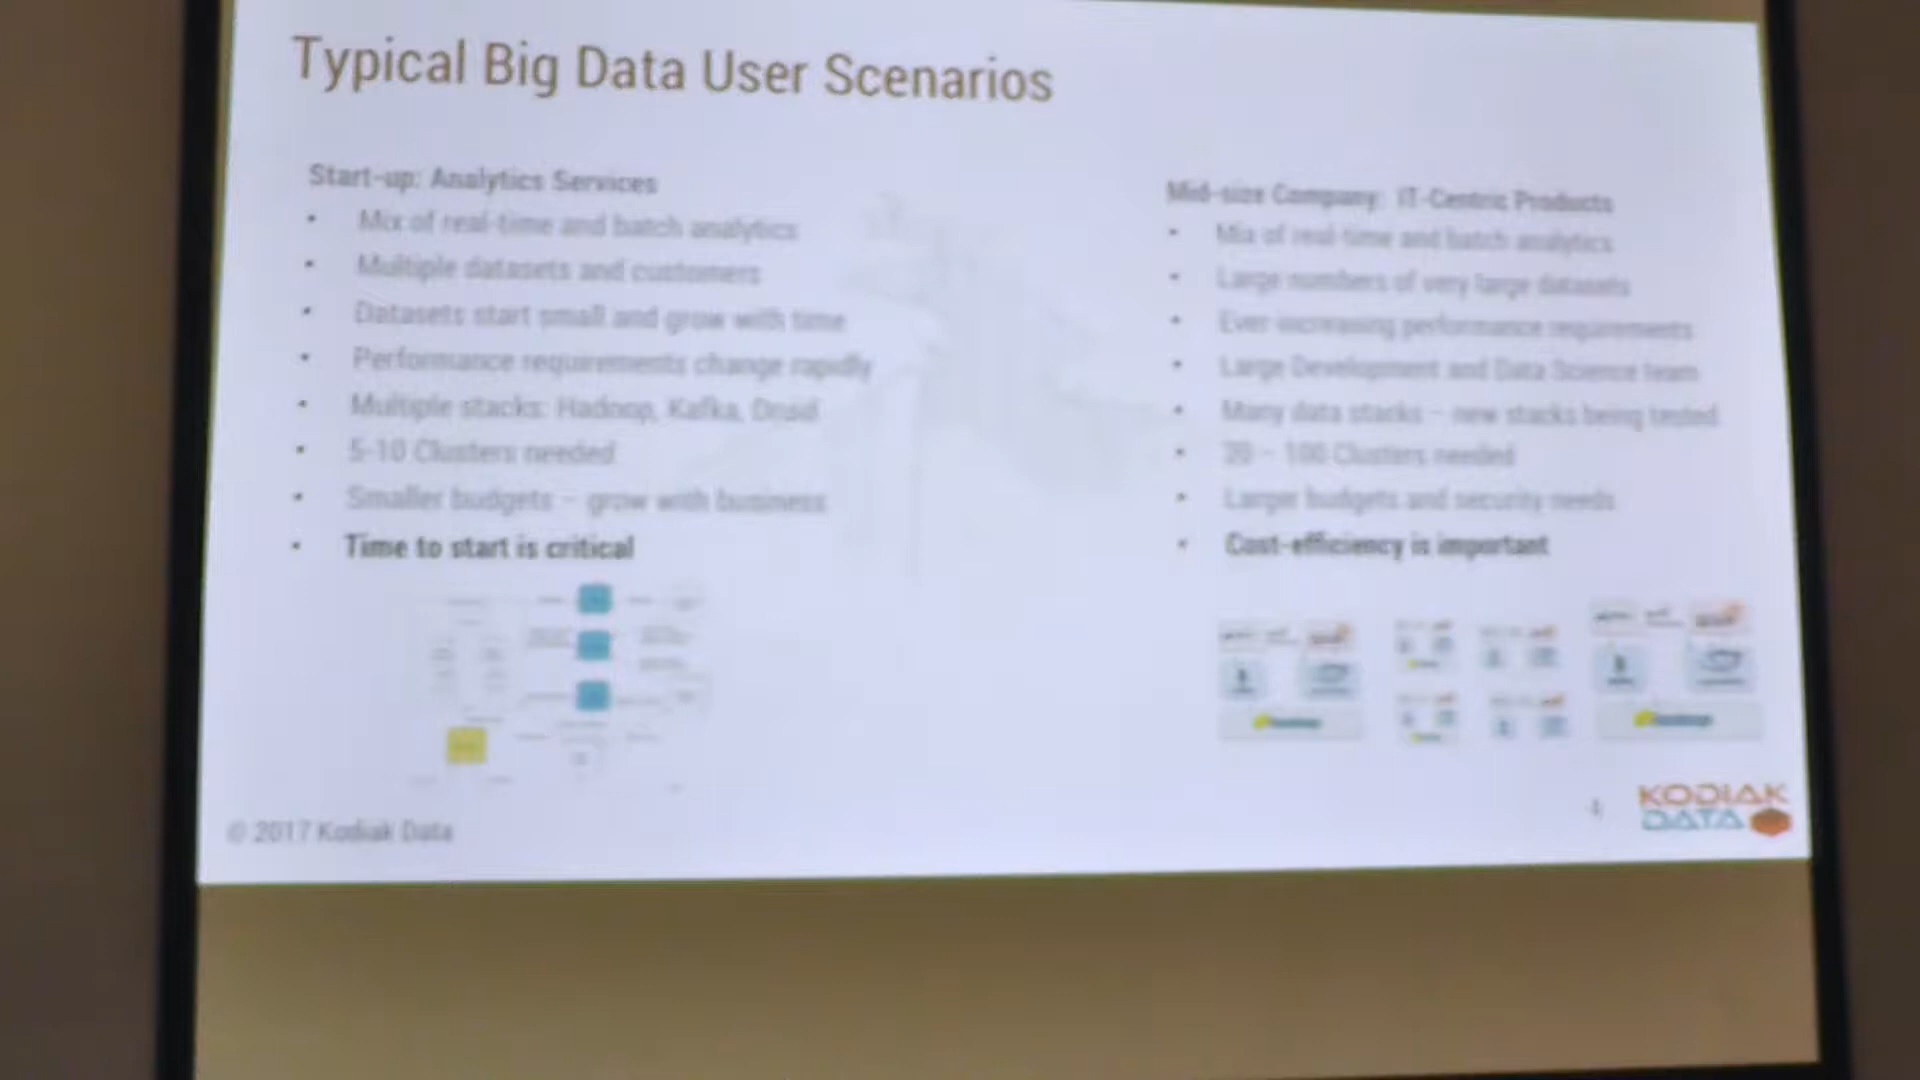 Typical Big Data User Scenarios
Start-up: Analytics Services
• Mix of real-time and batch analytics
• Multiple datasets and customers
• Datasets start small and grow with time
• Performance requirements change rapidly
• Multiple stacks: Hadoop, Kafka, Druid
• 5-10 Clusters needed
• Smaller budgets – grow with business
• Time to start is critical
Mid-size Company: IT-Centric Products
• Mix of real-time and batch analytics
• Large numbers of very large datasets
• Ever-increasing performance requirements
• Large Development and Data Science team
• Many data stacks – new stacks being tested
• 20 – 100 Clusters needed
• Larger budgets and security needs
• Cost-efficiency is important
© 2017 Kodiak Data
4
KODIAK
DATA